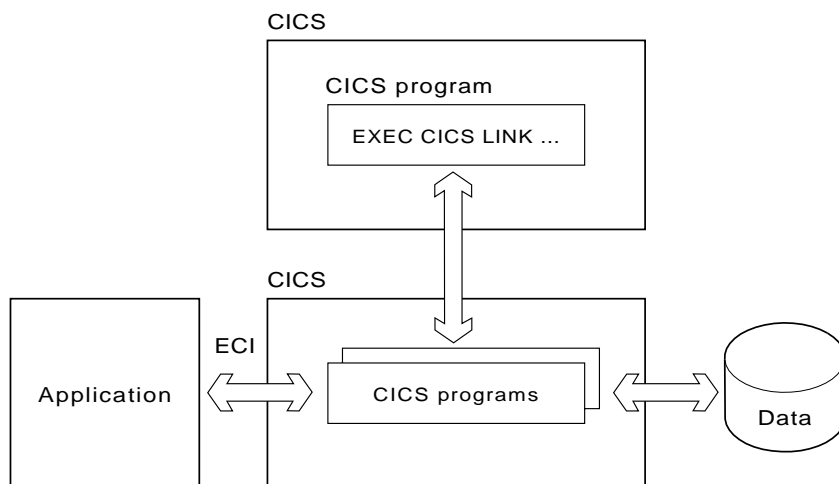 CICS
CICS program
EXEC CICS LINK ...
CICS
ECI
Application
CICS programs
Data